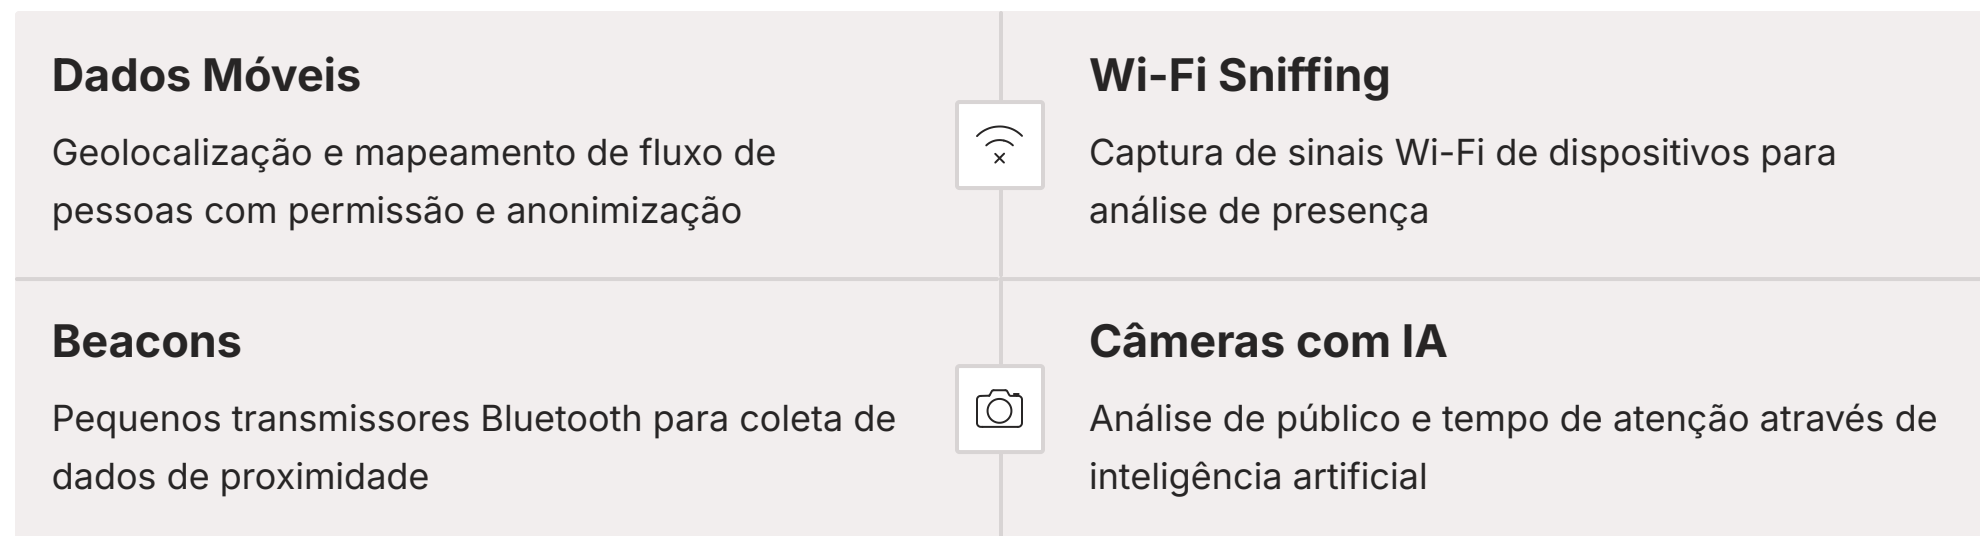 Dados Móveis
Geolocalização e mapeamento de fluxo de
pessoas com permissão e anonimização
Wi-Fi Sniffing
Captura de sinais Wi-Fi de dispositivos para
análise de presença
Beacons
Pequenos transmissores Bluetooth para coleta de
dados de proximidade
Câmeras com IA
Análise de público e tempo de atenção através de
inteligência artificial